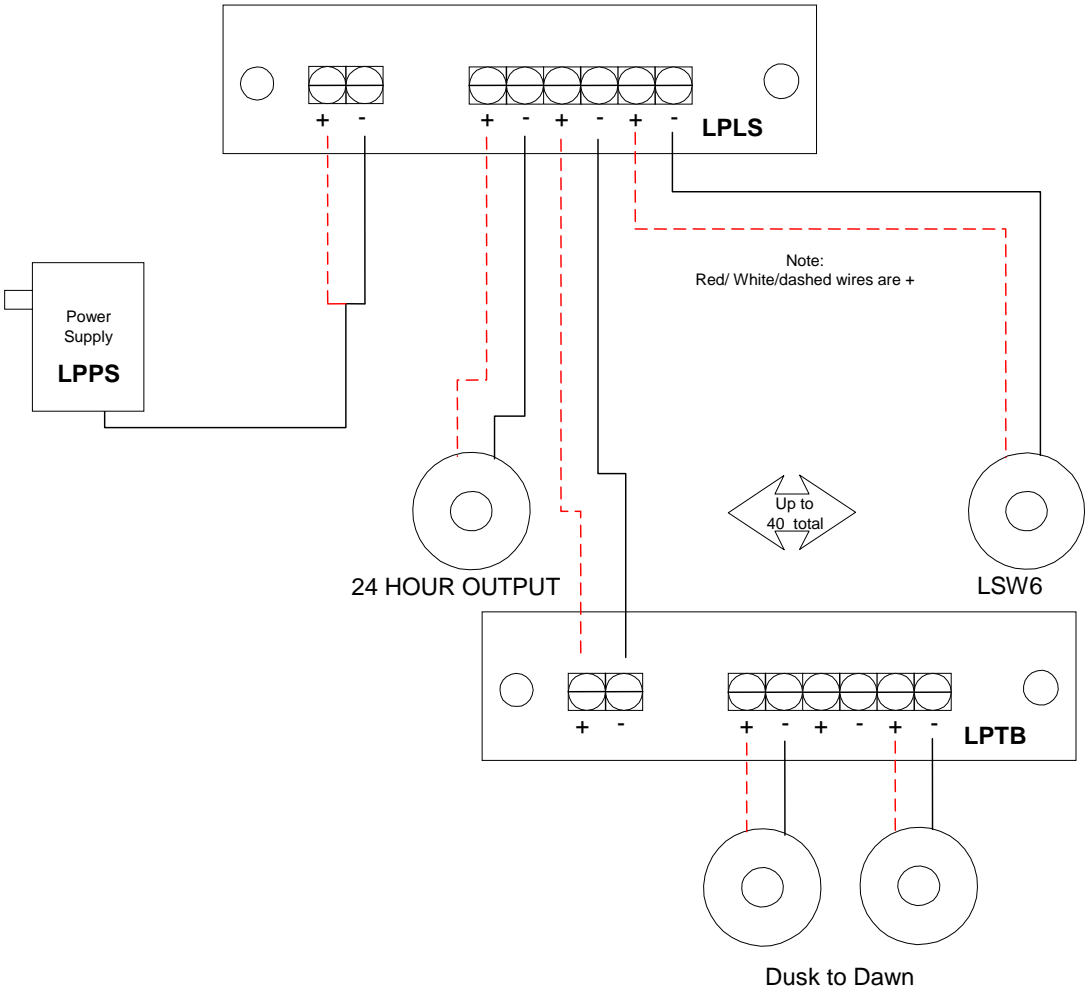 + - + - + - + -
LPLS
Note:
Red/ White/dashed wires are +
Power
Supply
LPPS
Up to
40 total
24 HOUR OUTPUT
LSW6
+ - + - + - + -
LPTB
Dusk to Dawn